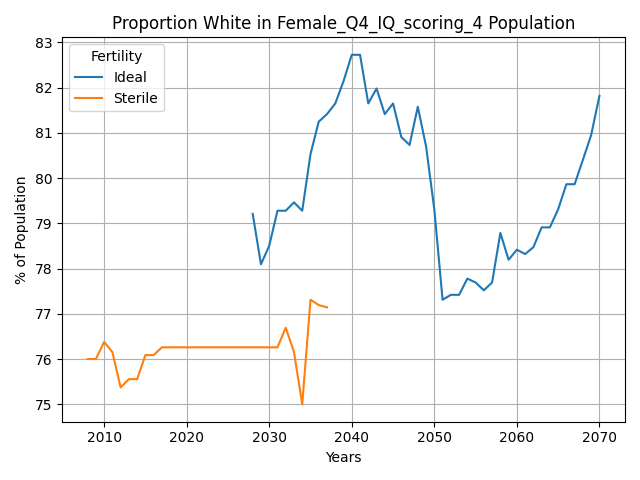 Proportion White in Female_Q4_IQ_scoring_4 Population
83
82
81
80
79
78
77
76
75
% of Population
Fertility
Ideal
Sterile
2010 2020 2030 2040 2050 2060 2070
Years